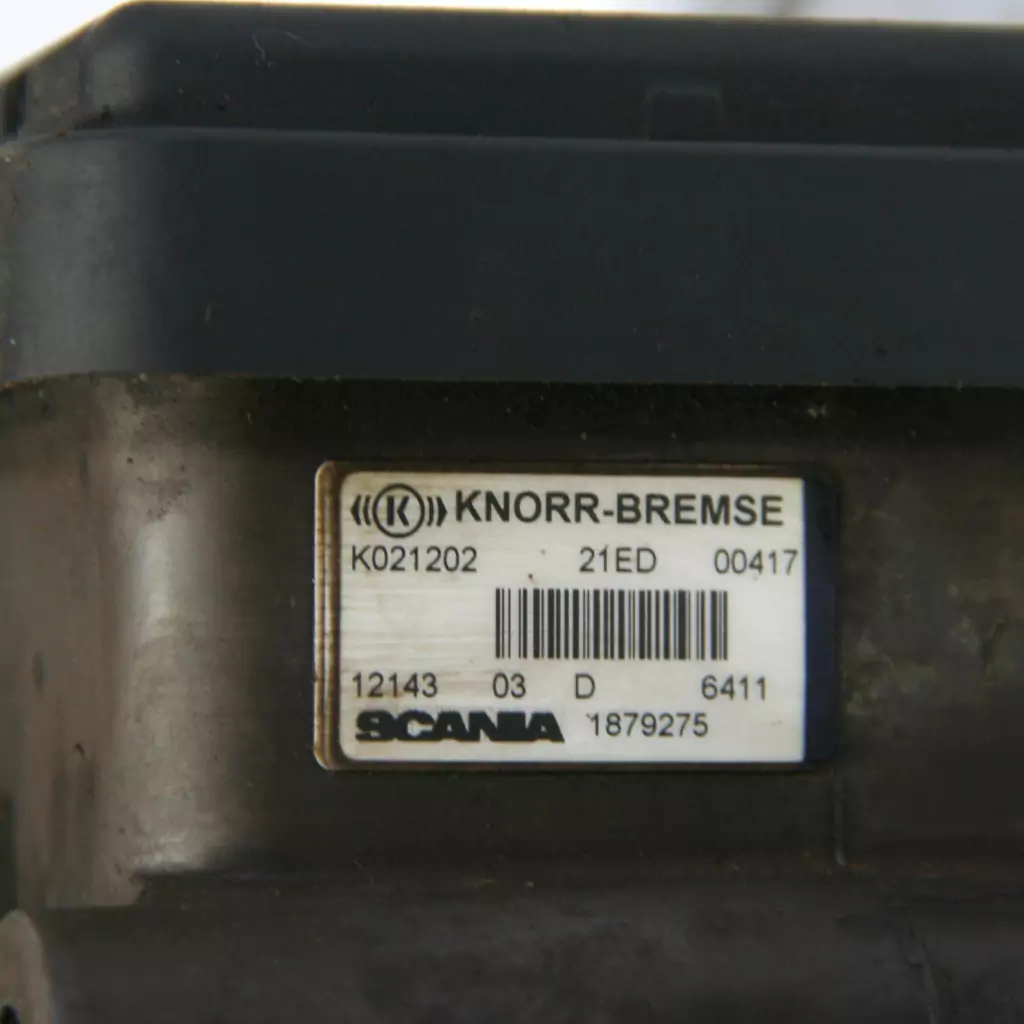 ((K)) KNORR-BREMSE
K021202 21ED 00417
12143 03 D 6411
SCANIA 1879275